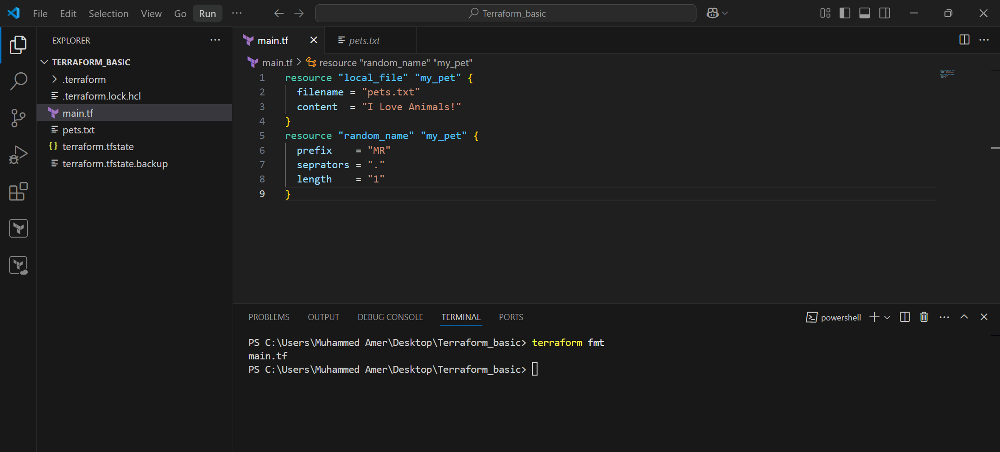 File Edit Selection View Go Run ··· Terraform_basic
EXPLORER ···
TERRAFORM_BASIC
.terraform
.terraform.lock.hcl
main.tf
pets.txt
{} terraform.tfstate
terraform.tfstate.backup
main.tf pets.txt
main.tf > resource "random_name" "my_pet"
1 resource "local_file" "my_pet" {
2   filename = "pets.txt"
3   content  = "I Love Animals!"
4 }
5 resource "random_name" "my_pet" {
6   prefix    = "MR"
7   seprators = "."
8   length    = "1"
9 }
PROBLEMS OUTPUT DEBUG CONSOLE TERMINAL PORTS powershell
PS C:\Users\Muhammed Amer\Desktop\Terraform_basic> terraform fmt
main.tf
PS C:\Users\Muhammed Amer\Desktop\Terraform_basic>